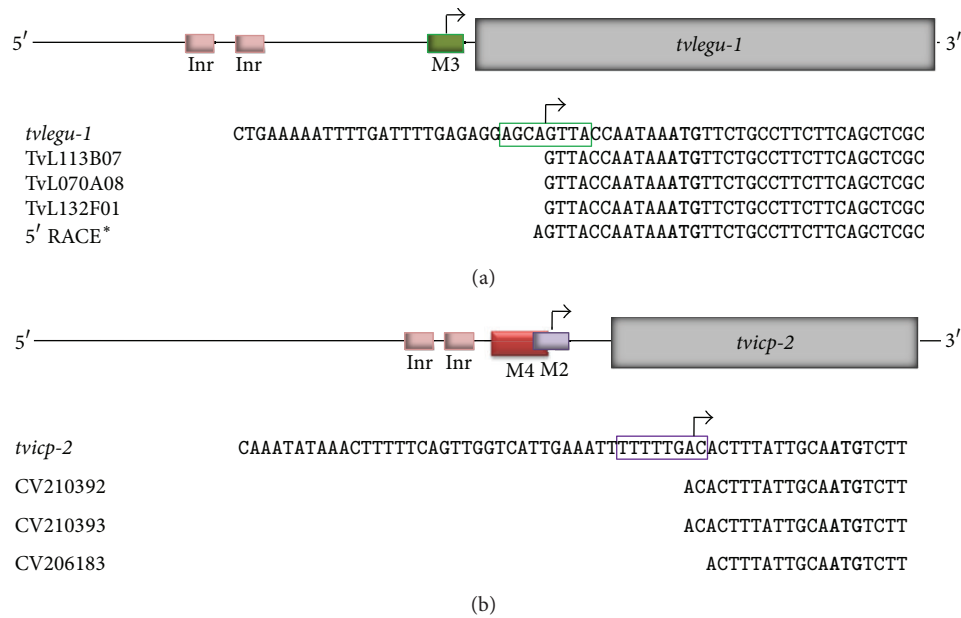 5′ tvlegu-1 3′
Inr Inr M3
tvlegu-1 CTGAAAAATTTTGATTTTGAGAGGAGCAGTTACCAATAAATGTTCTGCCTTCTTCAGCTCGC
TvL113B07 GTTACCAATAAATGTTCTGCCTTCTTCAGCTCGC
TvL070A08 GTTACCAATAAATGTTCTGCCTTCTTCAGCTCGC
TvL132F01 GTTACCAATAAATGTTCTGCCTTCTTCAGCTCGC
5′ RACE* AGTTACCAATAAATGTTCTGCCTTCTTCAGCTCGC
(a)
5′ tvicp-2 3′
Inr Inr M4 M2
tvicp-2 CAAATATAAACTTTTTCAGTTGGTCATTGAAATTTTTTTGACACTTTATTGCAATGTCTT
CV210392 ACACTTTATTGCAATGTCTT
CV210393 ACACTTTATTGCAATGTCTT
CV206183 ACTTTATTGCAATGTCTT
(b)